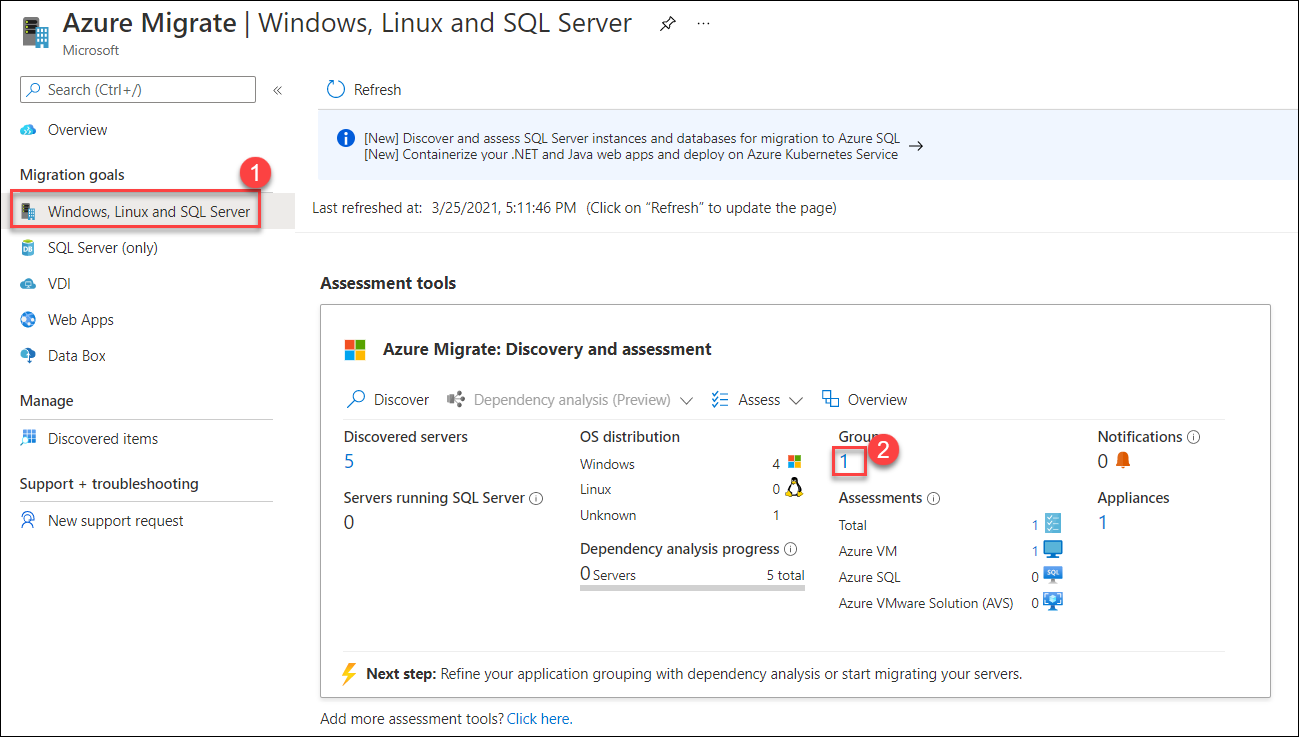 Azure Migrate | Windows, Linux and SQL Server
Microsoft
Search (Ctrl+/)
Overview
Migration goals
1
Windows, Linux and SQL Server
SQL Server (only)
VDI
Web Apps
Data Box
Manage
Discovered items
Support + troubleshooting
New support request
Refresh
[New] Discover and assess SQL Server instances and databases for migration to Azure SQL
[New] Containerize your .NET and Java web apps and deploy on Azure Kubernetes Service
Last refreshed at: 3/25/2021, 5:11:46 PM (Click on “Refresh” to update the page)
Assessment tools
Azure Migrate: Discovery and assessment
Discover Dependency analysis (Preview) Assess Overview
Discovered servers
5
Servers running SQL Server
0
OS distribution
Windows 4
Linux 0
Unknown 1
Dependency analysis progress
0 Servers 5 total
Group
1
2
Assessments
Total 1
Azure VM 1
Azure SQL 0 SQL
Azure VMware Solution (AVS) 0
Notifications
0
Appliances
1
Next step: Refine your application grouping with dependency analysis or start migrating your servers.
Add more assessment tools? Click here.